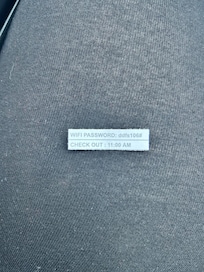 WIFI PASSWORD:
CHECK OUT : 11.00 AM